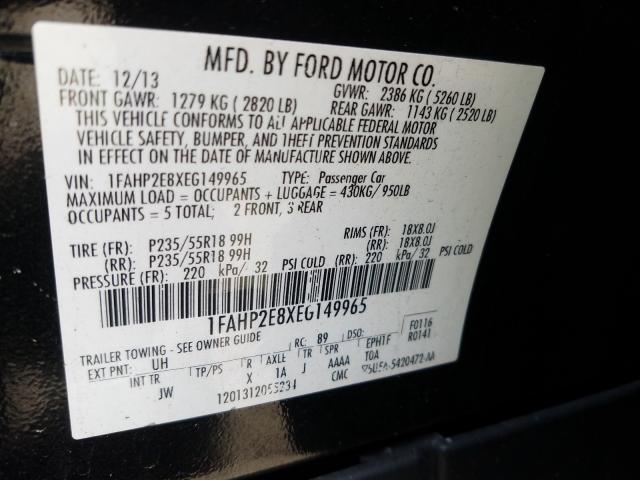 MFD. BY FORD MOTOR CO.
DATE: 12/13 GVWR: 2386 KG (5260 LB)
FRONT GAWR: 1279 KG (2820 LB) REAR GAWR: 1143 KG (2520 LB)
THIS VEHICLE CONFORMS TO ALL APPLICABLE FEDERAL MOTOR
VEHICLE SAFETY, BUMPER, AND THEFT PREVENTION STANDARDS
IN EFFECT ON THE DATE OF MANUFACTURE SHOWN ABOVE.
VIN: 1FAHP2E8XEG149965 TYPE: Passenger Car
MAXIMUM LOAD = OCCUPANTS + LUGGAGE = 430KG/950LB
OCCUPANTS = 5 TOTAL; 2 FRONT, 3 REAR
TIRE (FR): P235/55R18 99H RIMS (FR): 18X8.0J
(RR): P235/55R18 99H (RR): 18X8.0J
PRESSURE (FR): 220 kPa/ 32 PSI COLD (RR): 220 kPa/ 32 PSI COLD
1FAHP2E8XEG149965
TRAILER TOWING - SEE OWNER GUIDE RC: 89 DSO: F0116
EXT PNT: UH EPH1F R0141
INT TR TP/PS R AXLE TR SPR TOA
JW X 1A J AAAA
CMC